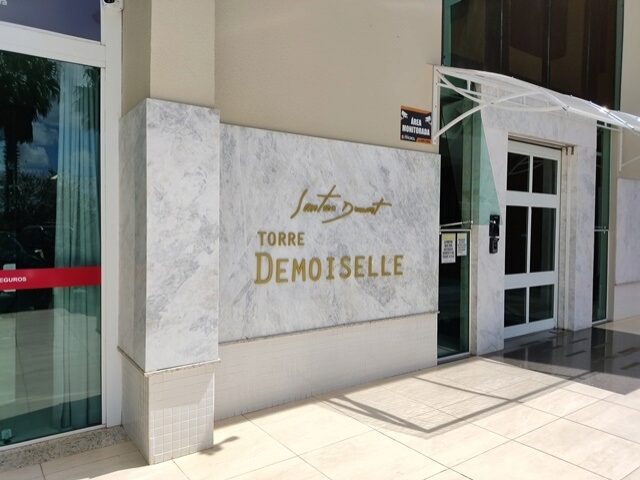 Santos Dumont
TORRE
DEMOISELLE
ÁREA
MONITORADA
SEGUROS